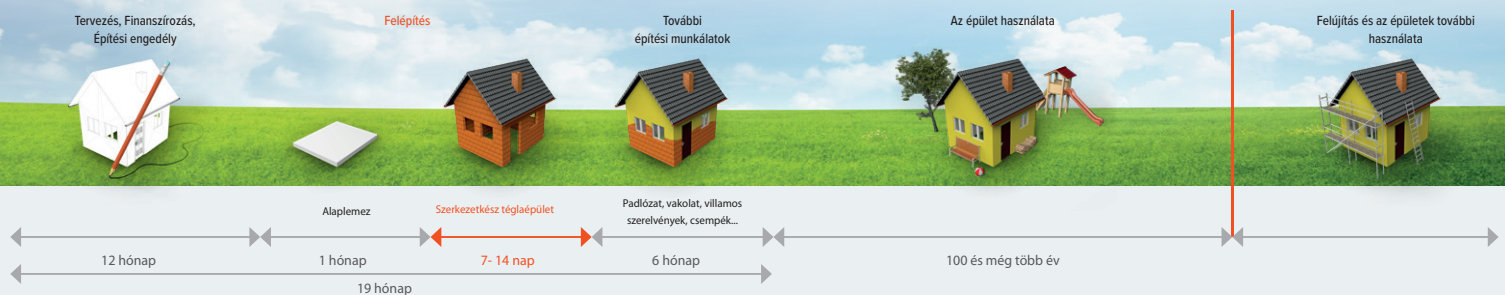 Tervezés, Finanszírozás,
Építési engedély
Felépítés
További
építési munkálatok
Az épület használata
Felújítás és az épületek további
használata
Alaplemez
Szerkezetkész téglaépület
Padlózat, vakolat, villamos
szerelvények, csempék...
12 hónap
1 hónap
7- 14 nap
6 hónap
100 és még több év
19 hónap